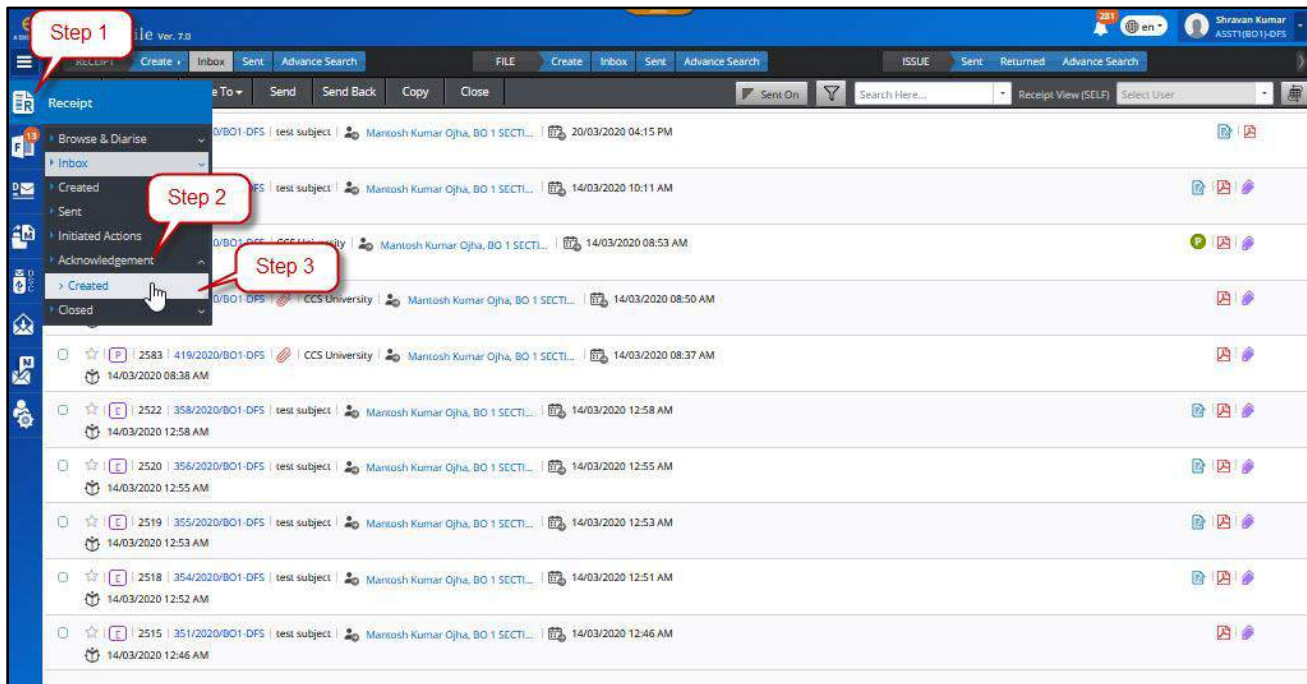 Step 1
ile Ver. 7.0
281
en
Shravan Kumar
ASST1(BO1)-DFS
RECEIPT Create Inbox Sent Advance Search FILE Create Inbox Sent Advance Search ISSUE Sent Returned Advance Search
e To Send Send Back Copy Close Sent On Search Here... Receipt View (SELF) Select User
Receipt
Browse & Diarise
Inbox
Created
Sent
Initiated Actions
Acknowledgement
Created
Closed
Step 2
Step 3
13
0/BO1-DFS test subject Mantosh Kumar Ojha, BO 1 SECTI... 20/03/2020 04:15 PM
FS test subject Mantosh Kumar Ojha, BO 1 SECTI... 14/03/2020 10:11 AM
0/BO1-DFS CCS University Mantosh Kumar Ojha, BO 1 SECTI... 14/03/2020 08:53 AM
P
0/BO1-DFS CCS University Mantosh Kumar Ojha, BO 1 SECTI... 14/03/2020 08:50 AM
P 2583 419/2020/BO1-DFS CCS University Mantosh Kumar Ojha, BO 1 SECTI... 14/03/2020 08:37 AM
14/03/2020 08:38 AM
E 2522 358/2020/BO1-DFS test subject Mantosh Kumar Ojha, BO 1 SECTI... 14/03/2020 12:58 AM
14/03/2020 12:58 AM
E 2520 356/2020/BO1-DFS test subject Mantosh Kumar Ojha, BO 1 SECTI... 14/03/2020 12:55 AM
14/03/2020 12:55 AM
E 2519 355/2020/BO1-DFS test subject Mantosh Kumar Ojha, BO 1 SECTI... 14/03/2020 12:53 AM
14/03/2020 12:53 AM
E 2518 354/2020/BO1-DFS test subject Mantosh Kumar Ojha, BO 1 SECTI... 14/03/2020 12:51 AM
14/03/2020 12:52 AM
E 2515 351/2020/BO1-DFS test subject Mantosh Kumar Ojha, BO 1 SECTI... 14/03/2020 12:46 AM
14/03/2020 12:46 AM